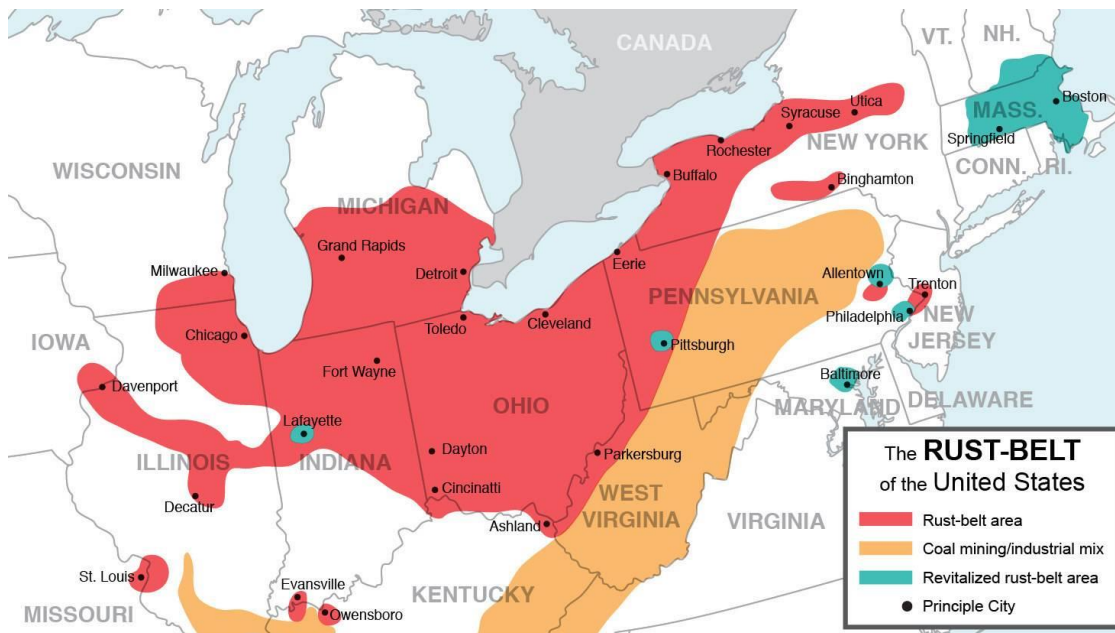 CANADA
VT.
NH.
Boston
MASS.
Springfield
CONN.
RI.
Utica
Syracuse
Rochester
NEW YORK
Buffalo
Binghamton
WISCONSIN
MICHIGAN
Grand Rapids
Milwaukee
Detroit
Eerie
Allentown
Trenton
PENNSYLVANIA
Philadelphia
NEW
JERSEY
Toledo
Cleveland
Chicago
IOWA
Pittsburgh
Fort Wayne
Davenport
Baltimore
MARYLAND
DELAWARE
OHIO
Lafayette
ILLINOIS
INDIANA
Dayton
Parkersburg
Cincinatti
Decatur
WEST
VIRGINIA
VIRGINIA
Ashland
St. Louis
MISSOURI
Evansville
Owensboro
KENTUCKY
The RUST-BELT
of the United States
Rust-belt area
Coal mining/industrial mix
Revitalized rust-belt area
Principle City